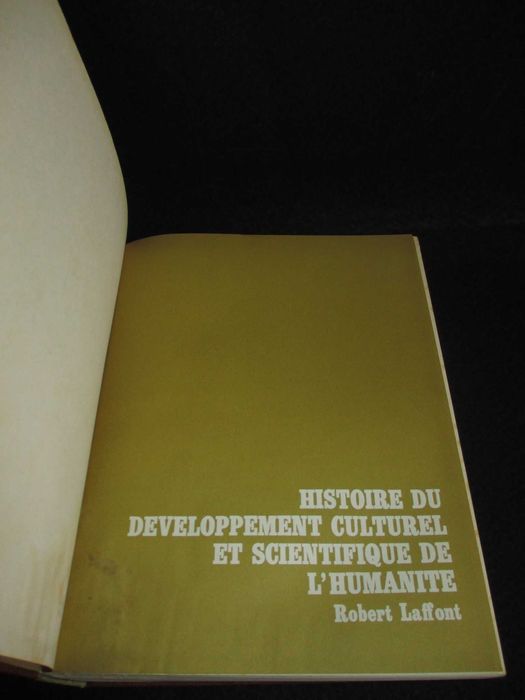 HISTOIRE DU
DEVELOPPEMENT CULTUREL
ET SCIENTIFIQUE DE
L'HUMANITE
Robert Laffont